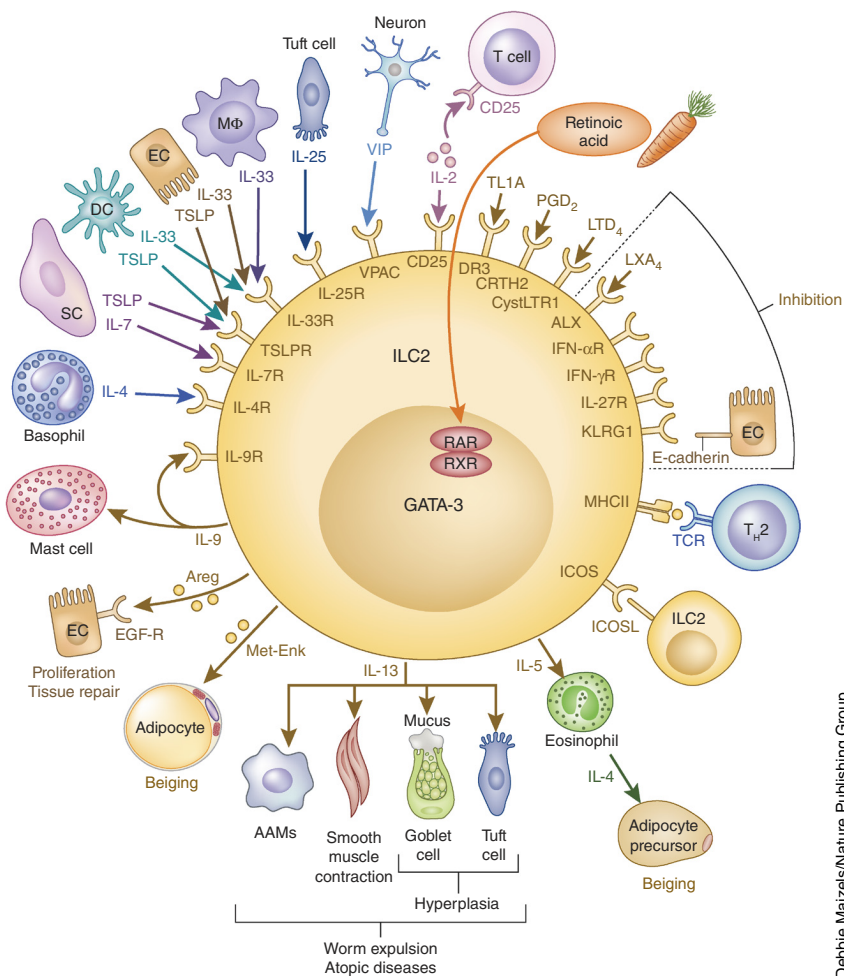 Neuron
Tuft cell
T cell
CD25
MΦ
EC
Retinoic
acid
IL-33
IL-25
VIP
IL-2
TL1A
PGD2
LTD4
LXA4
IL-33
TSLP
DC
IL-33
TSLP
SC
TSLP
IL-7
VPAC
CD25
DR3
CRTH2
CystLTR1
ALX
IL-25R
IL-33R
TSLPR
IL-7R
IL-4R
IL-9R
ILC2
IFN-αR
IFN-γR
IL-27R
KLRG1
Inhibition
EC
E-cadherin
IL-4
Basophil
RAR
RXR
GATA-3
MHCII
TCR
TH2
Mast cell
IL-9
ICOS
ICOSL
ILC2
Areg
EC
EGF-R
Proliferation
Tissue repair
Met-Enk
Adipocyte
Beiging
IL-13
IL-5
Eosinophil
IL-4
Adipocyte
precursor
Beiging
Mucus
AAMs
Smooth
muscle
contraction
Goblet
cell
Tuft
cell
Hyperplasia
Worm expulsion
Atopic diseases
Debbie Maizels/Nature Publishing Group